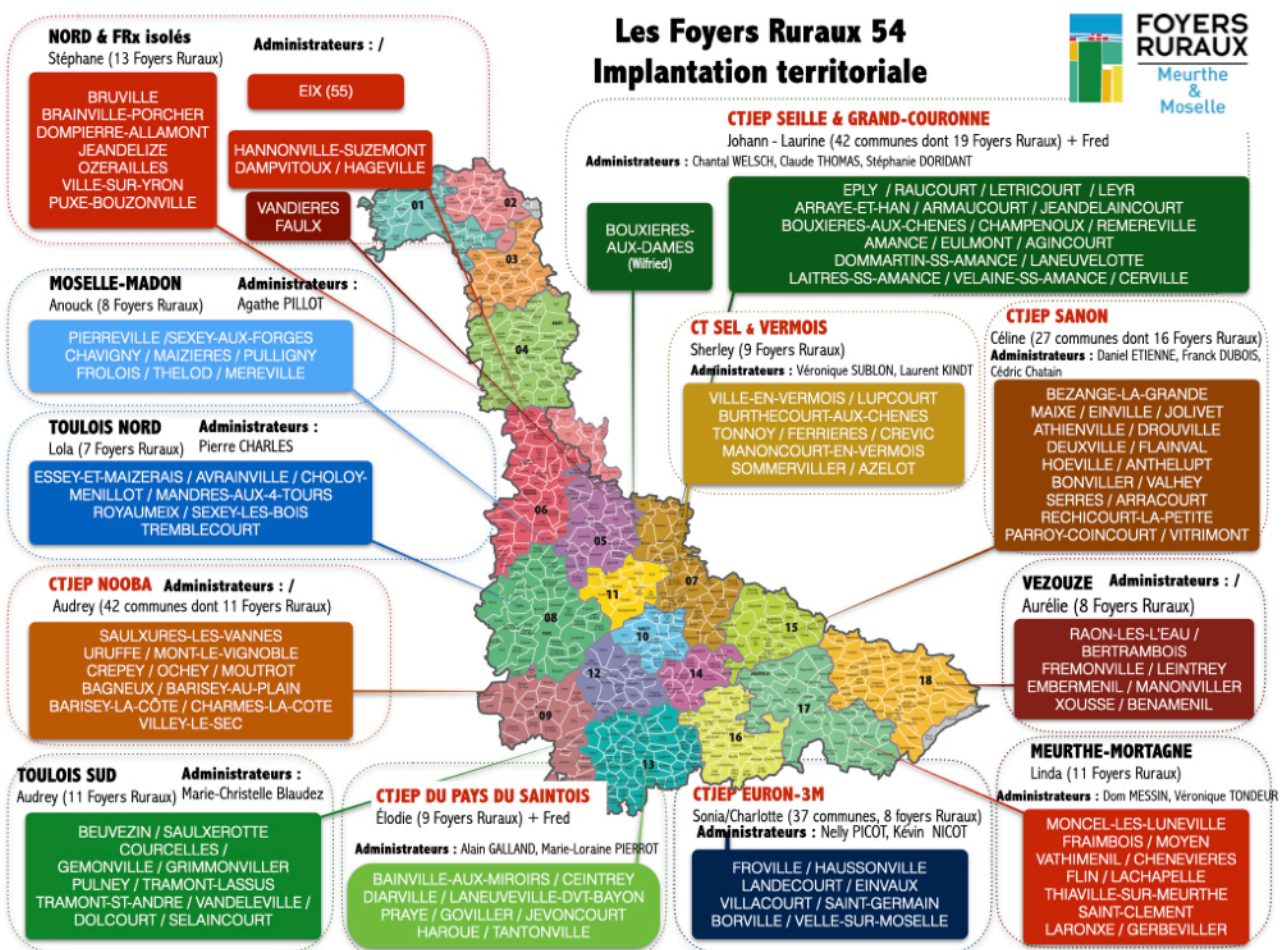 Les Foyers Ruraux 54
Implantation territoriale
FOYERS
RURAUX
Meurthe
&
Moselle
NORD & FRx isolés
Stéphane (13 Foyers Ruraux)
Administrateurs : /
BRUVILLE
BRAINVILLE-PORCHER
DOMPIERRE-ALLAMONT
JEANDELIZE
OZERAILLES
VILLE-SUR-YRON
PUXE-BOUZONVILLE
EIX (55)
HANNONVILLE-SUZEMONT
DAMPVITOUX / HAGEVILLE
VANDIERES
FAULX
CTJEP SEILLE & GRAND-COURONNE
Johann - Laurine (42 communes dont 19 Foyers Ruraux) + Fred
Administrateurs : Chantal WELSCH, Claude THOMAS, Stéphanie DORIDANT
BOUXIERES-
AUX-DAMES
(Wilfried)
EPLY / RAUCOURT / LETRICOURT / LEYR
ARRAYE-ET-HAN / ARMAUCOURT / JEANDELAINCOURT
BOUXIERES-AUX-CHENES / CHAMPENOUX / REMEREVILLE
AMANCE / EULMONT / AGINCOURT
DOMMARTIN-SS-AMANCE / LANEUVELOTTE
LAITRES-SS-AMANCE / VELAINE-SS-AMANCE / CERVILLE
MOSELLE-MADON
Anouck (8 Foyers Ruraux)
Administrateurs :
Agathe PILLOT
PIERREVILLE /SEXEY-AUX-FORGES
CHAVIGNY / MAIZIERES / PULLIGNY
FROLOIS / THELOD / MEREVILLE
CT SEL & VERMOIS
Sherley (9 Foyers Ruraux)
Administrateurs : Véronique SUBLON, Laurent KINDT
VILLE-EN-VERMOIS / LUPCOURT
BURTHECOURT-AUX-CHENES
TONNOY / FERRIERES / CREVIC
MANONCOURT-EN-VERMOIS
SOMMERVILLER / AZELOT
CTJEP SANON
Céline (27 communes dont 16 Foyers Ruraux)
Administrateurs : Daniel ETIENNE, Franck DUBOIS,
Cédric Chatain
BEZANGE-LA-GRANDE
MAIXE / EINVILLE / JOLIVET
ATHIENVILLE / DROUVILLE
DEUXVILLE / FLAINVAL
HOEVILLE / ANTHELUPT
BONVILLER / VALHEY
SERRES / ARRACOURT
RECHICOURT-LA-PETITE
PARROY-COINCOURT / VITRIMONT
TOULOIS NORD
Lola (7 Foyers Ruraux)
Administrateurs :
Pierre CHARLES
ESSEY-ET-MAIZERAIS / AVRAINVILLE / CHOLOY-
MENILLOT / MANDRES-AUX-4-TOURS
ROYAUMEIX / SEXEY-LES-BOIS
TREMBLECOURT
CTJEP NOOBA Administrateurs : /
Audrey (42 communes dont 11 Foyers Ruraux)
SAULXURES-LES-VANNES
URUFFE / MONT-LE-VIGNOBLE
CREPEY / OCHEY / MOUTROT
BAGNEUX / BARISEY-AU-PLAIN
BARISEY-LA-CÔTE / CHARMES-LA-COTE
VILLEY-LE-SEC
VEZOUZE Administrateurs : /
Aurélie (8 Foyers Ruraux)
RAON-LES-L'EAU /
BERTRAMBOIS
FREMONVILLE / LEINTREY
EMBERMENIL / MANONVILLER
XOUSSE / BENAMENIL
TOULOIS SUD
Audrey (11 Foyers Ruraux)
Administrateurs :
Marie-Christelle Blaudez
BEUVEZIN / SAULXEROTTE
COURCELLES /
GEMONVILLE / GRIMMONVILLER
PULNEY / TRAMONT-LASSUS
TRAMONT-ST-ANDRE / VANDELEVILLE /
DOLCOURT / SELAINCOURT
CTJEP DU PAYS DU SAINTOIS
Élodie (9 Foyers Ruraux) + Fred
Administrateurs : Alain GALLAND, Marie-Loraine PIERROT
BAINVILLE-AUX-MIROIRS / CEINTREY
DIARVILLE / LANEUVEVILLE-DVT-BAYON
PRAYE / GOVILLER / JEVONCOURT
HAROUE / TANTONVILLE
CTJEP EURON-3M
Sonia/Charlotte (37 communes, 8 foyers Ruraux)
Administrateurs : Nelly PICOT, Kévin NICOT
FROVILLE / HAUSSONVILLE
LANDECOURT / EINVAUX
VILLACOURT / SAINT-GERMAIN
BORVILLE / VELLE-SUR-MOSELLE
MEURTHE-MORTAGNE
Linda (11 Foyers Ruraux)
Administrateurs : Dom MESSIN, Véronique TONDEUR
MONCEL-LES-LUNEVILLE
FRAIMBOIS / MOYEN
VATHIMENIL / CHENEVIERES
FLIN / LACHAPELLE
THIAVILLE-SUR-MEURTHE
SAINT-CLEMENT
LARONXE / GERBEVILLER
01
02
03
04
06
05
07
11
08
10
15
12
14
18
09
17
16
13